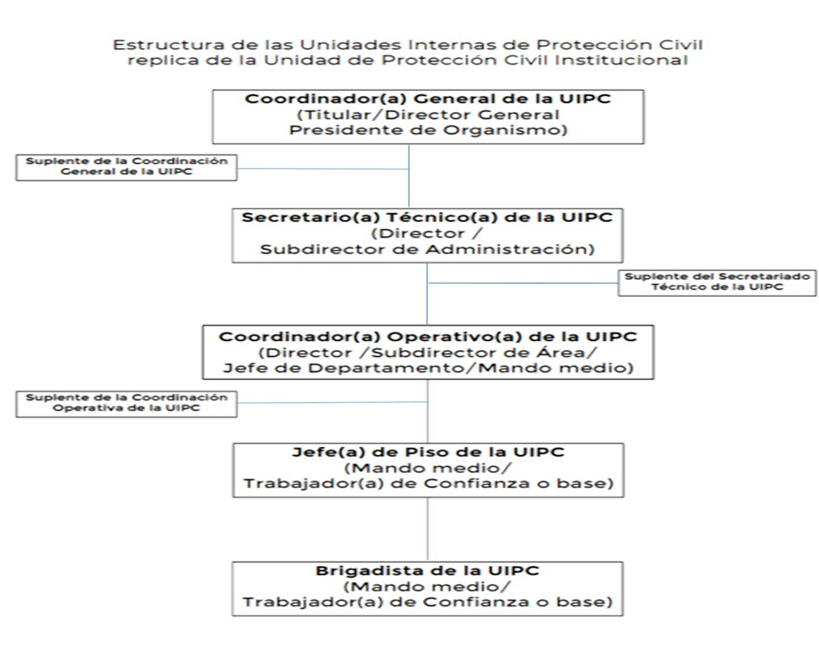 Estructura de las Unidades Internas de Protección Civil
replica de la Unidad de Protección Civil Institucional
Coordinador(a) General de la UIPC
(Titular/Director General
Presidente de Organismo)
Suplente de la Coordinación
General de la UIPC
Secretario(a) Técnico(a) de la UIPC
(Director /
Subdirector de Administración)
Suplente del Secretariado
Técnico de la UIPC
Coordinador(a) Operativo(a) de la UIPC
(Director /Subdirector de Área/
Jefe de Departamento/Mando medio)
Suplente de la Coordinación
Operativa de la UIPC
Jefe(a) de Piso de la UIPC
(Mando medio/
Trabajador(a) de Confianza o base)
Brigadista de la UIPC
(Mando medio/
Trabajador(a) de Confianza o base)